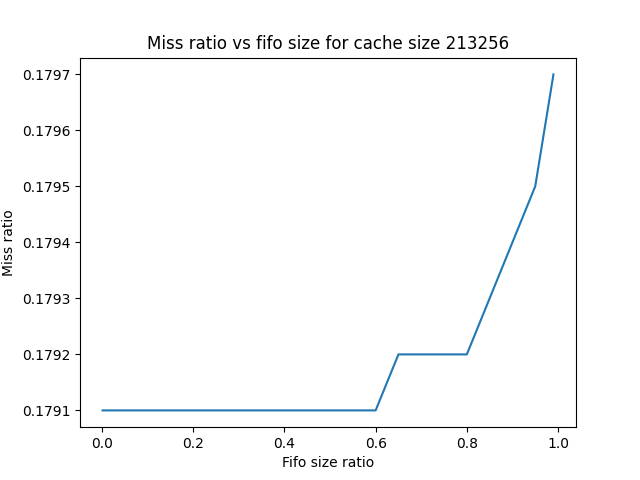 Miss ratio vs fifo size for cache size 213256
0.1797
0.1796
0.1795
0.1794
0.1793
0.1792
0.1791
Miss ratio
0.0 0.2 0.4 0.6 0.8 1.0
Fifo size ratio